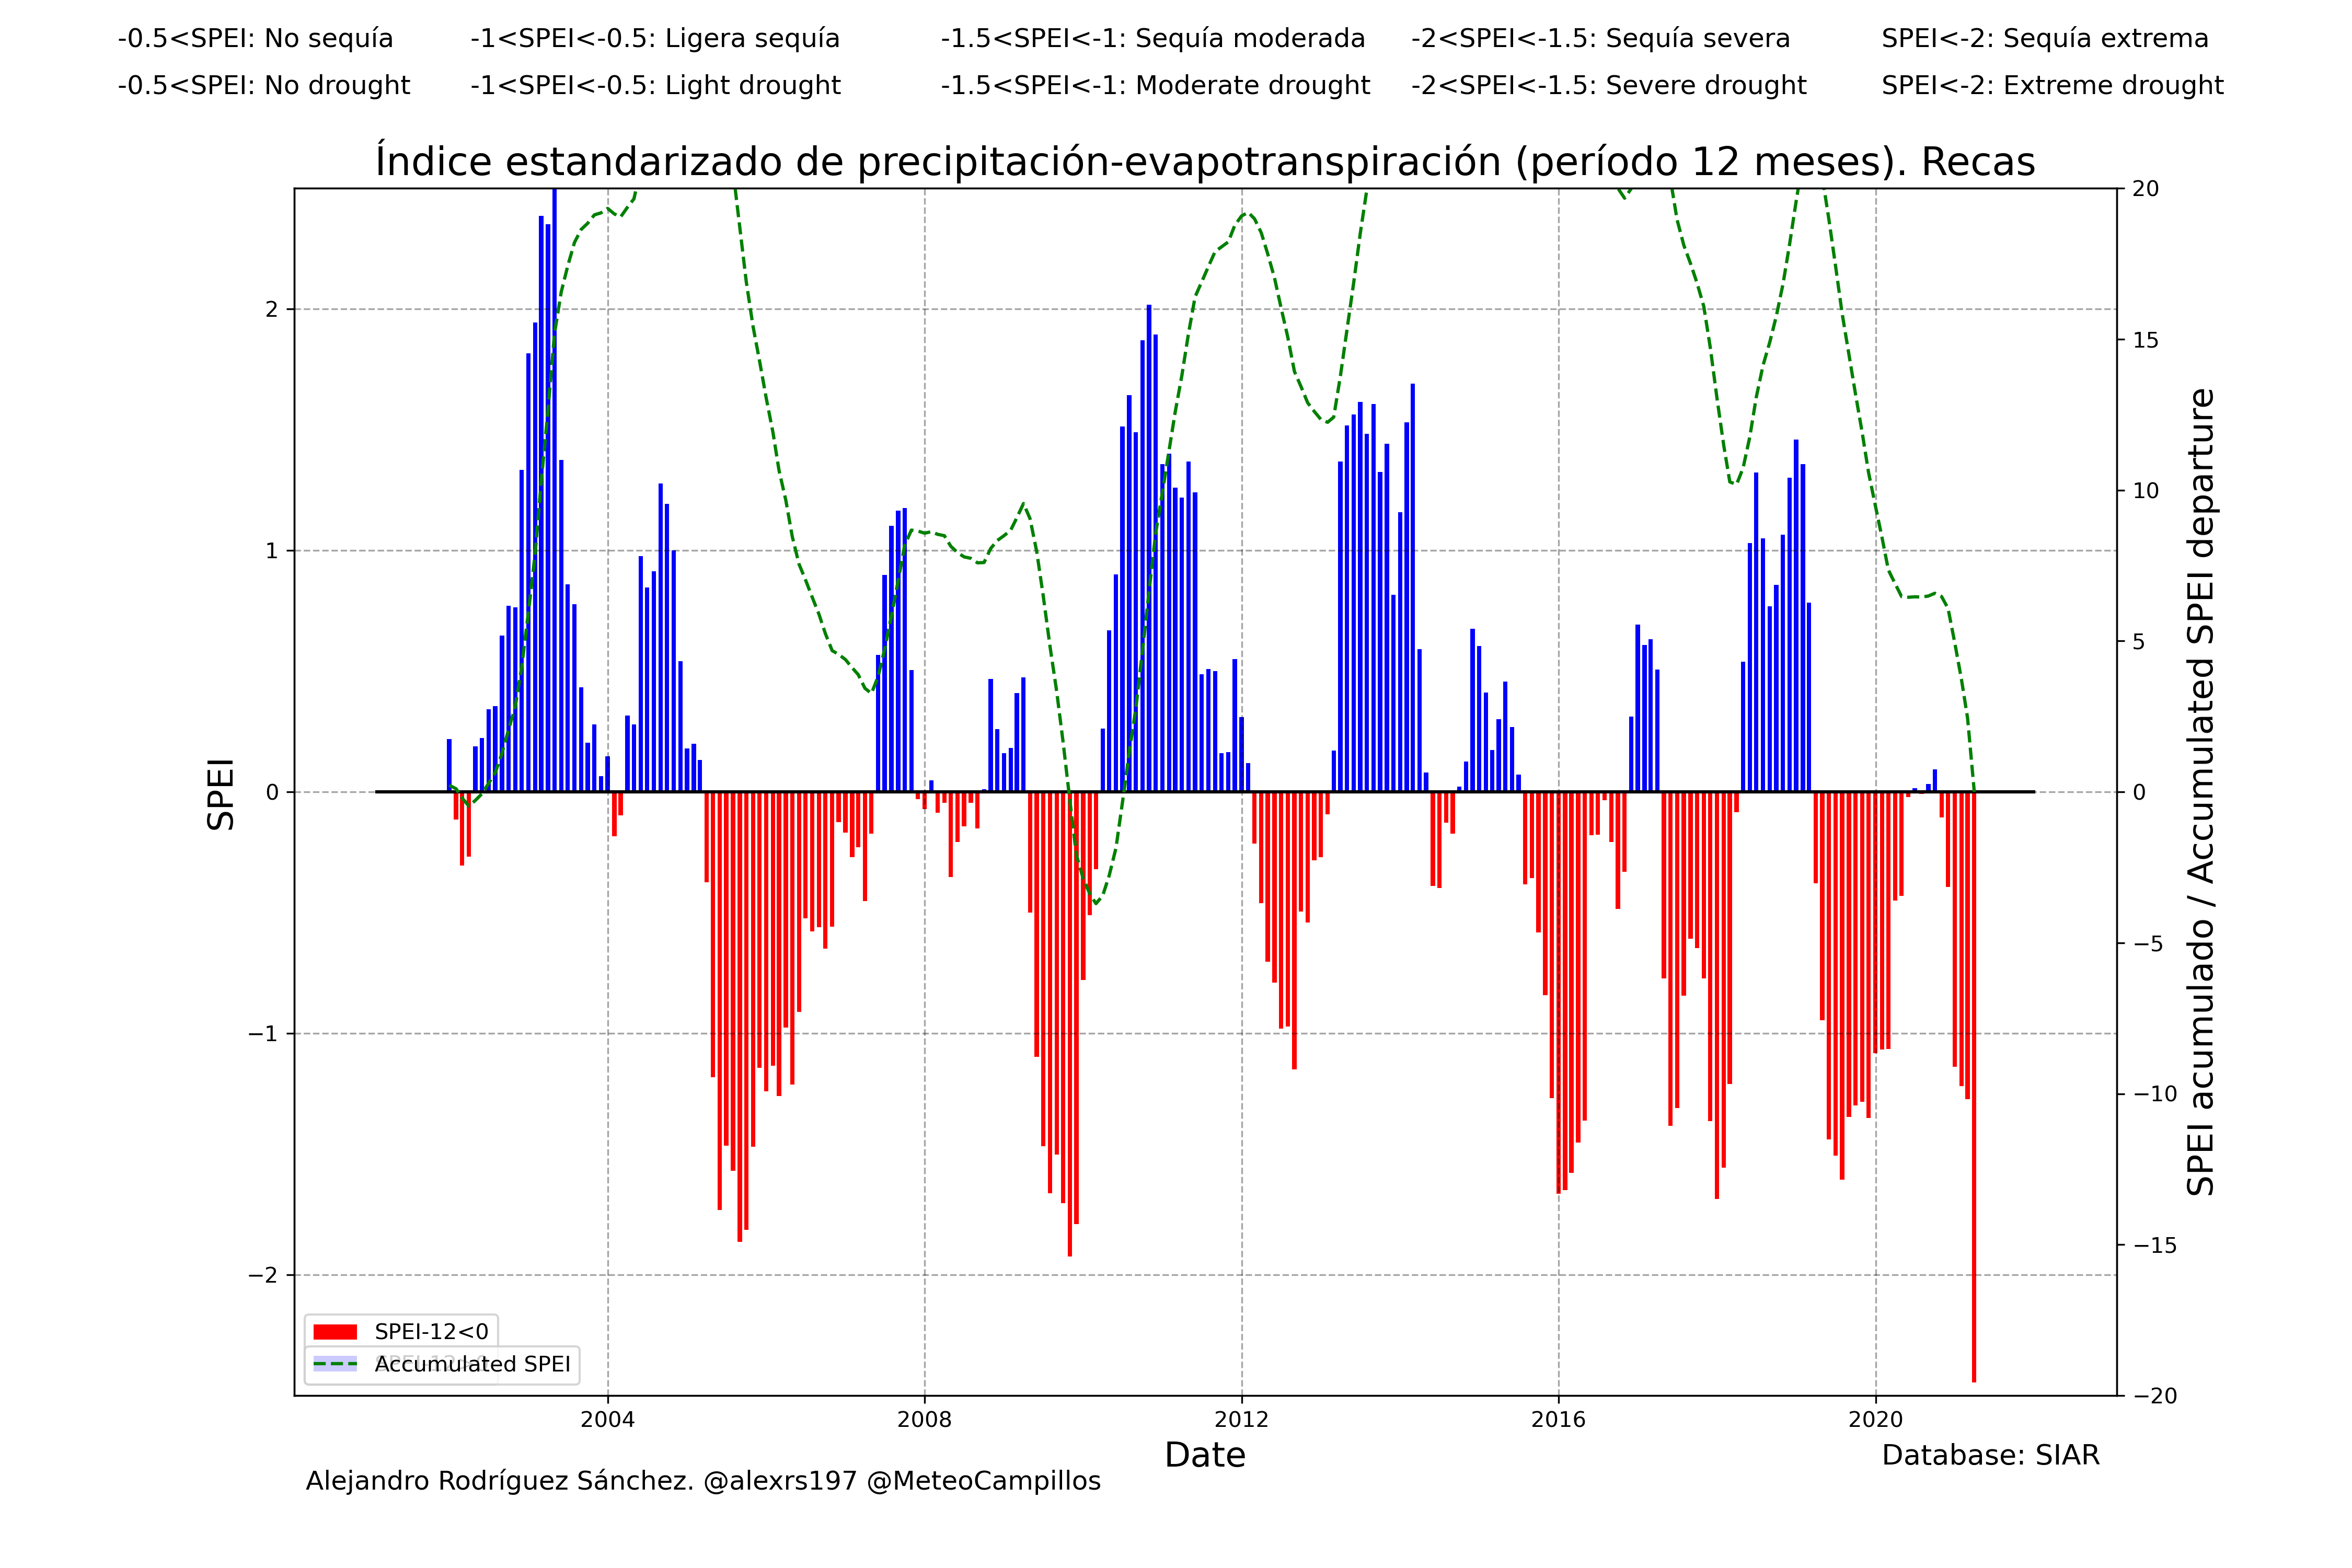 -0.5<SPEI: No sequía -1<SPEI<-0.5: Ligera sequía -1.5<SPEI<-1: Sequía moderada -2<SPEI<-1.5: Sequía severa SPEI<-2: Sequía extrema
-0.5<SPEI: No drought -1<SPEI<-0.5: Light drought -1.5<SPEI<-1: Moderate drought -2<SPEI<-1.5: Severe drought SPEI<-2: Extreme drought
Índice estandarizado de precipitación-evapotranspiración (período 12 meses). Recas
2
1
0
−1
−2
SPEI
20
15
10
5
0
−5
−10
−15
−20
SPEI acumulado / Accumulated SPEI departure
SPEI-12<0
Accumulated SPEI
2004 2008 2012 2016 2020
Date
Database: SIAR
Alejandro Rodríguez Sánchez. @alexrs197 @MeteoCampillos